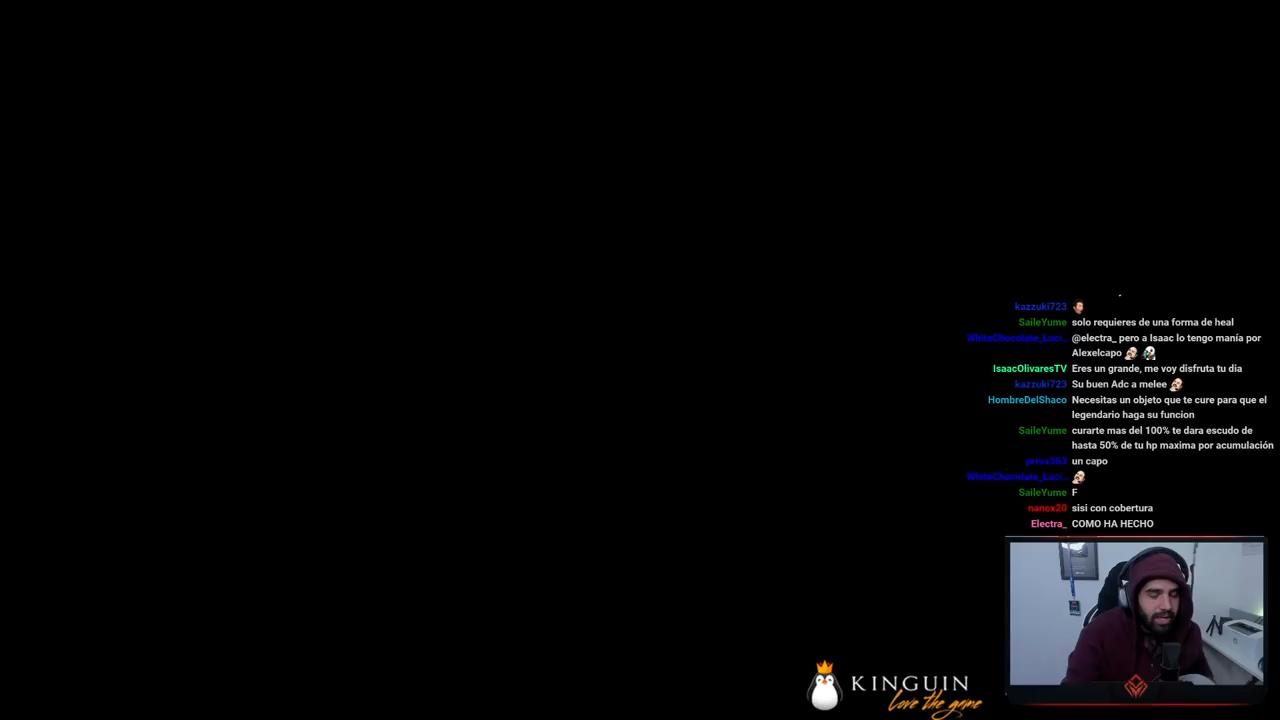 kazzuki723
SaileYume solo requieres de una forma de heal
WhiteChocolate_Luci... @electra_ pero a Isaac lo tengo manía por
Alexelcapo
IsaacOlivaresTV Eres un grande, me voy disfruta tu dia
kazzuki723 Su buen Adc a melee
HombreDelShaco Necesitas un objeto que te cure para que el
legendario haga su funcion
SaileYume curarte mas del 100% te dara escudo de
hasta 50% de tu hp maxima por acumulación
un capo
WhiteChocolate_Luci...
SaileYume F
nanox20 sisi con cobertura
Electra_ COMO HA HECHO
KINGUIN
love the game